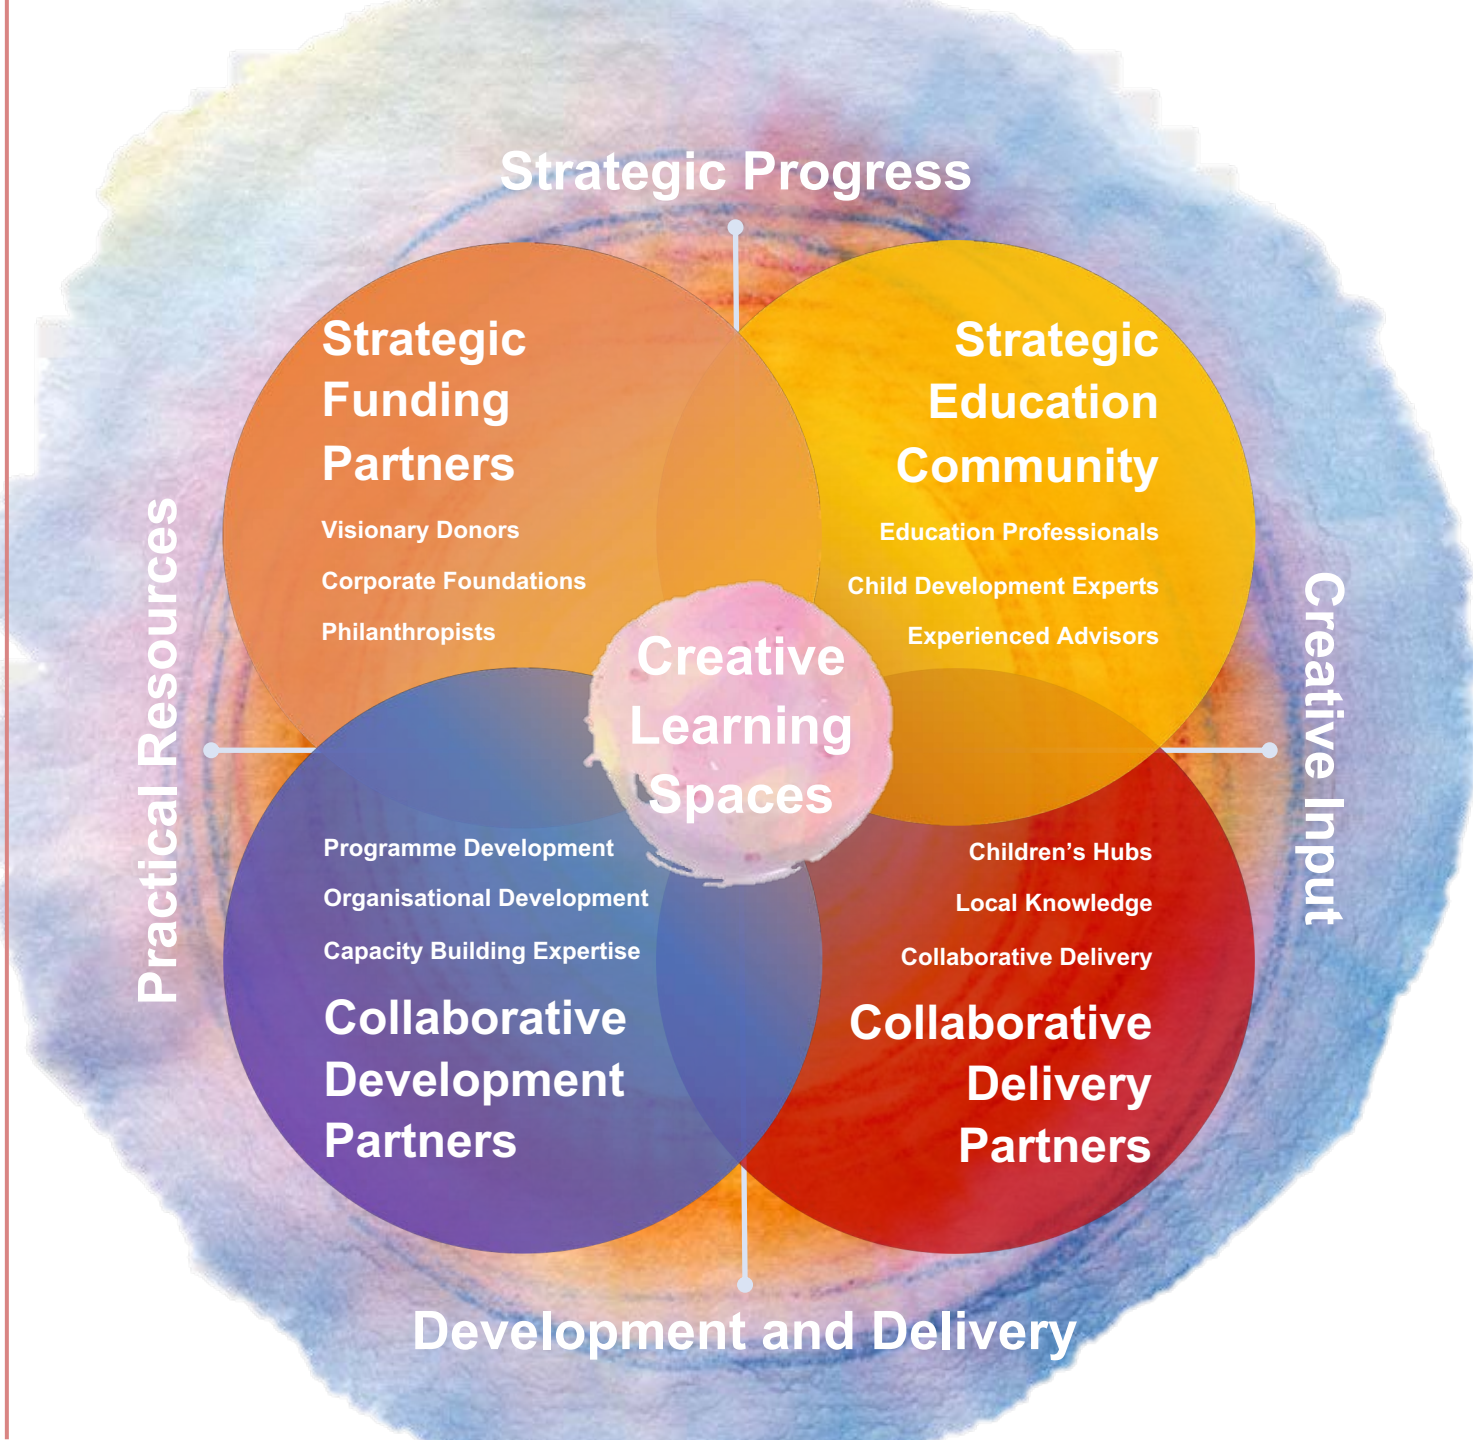 Strategic Progress
Strategic
Funding
Partners
Visionary Donors
Corporate Foundations
Philanthropists
Strategic
Education
Community
Education Professionals
Child Development Experts
Experienced Advisors
Practical Resources
Creative
Learning
Spaces
Creative Input
Programme Development
Organisational Development
Capacity Building Expertise
Collaborative
Development
Partners
Children’s Hubs
Local Knowledge
Collaborative Delivery
Collaborative
Delivery
Partners
Development and Delivery